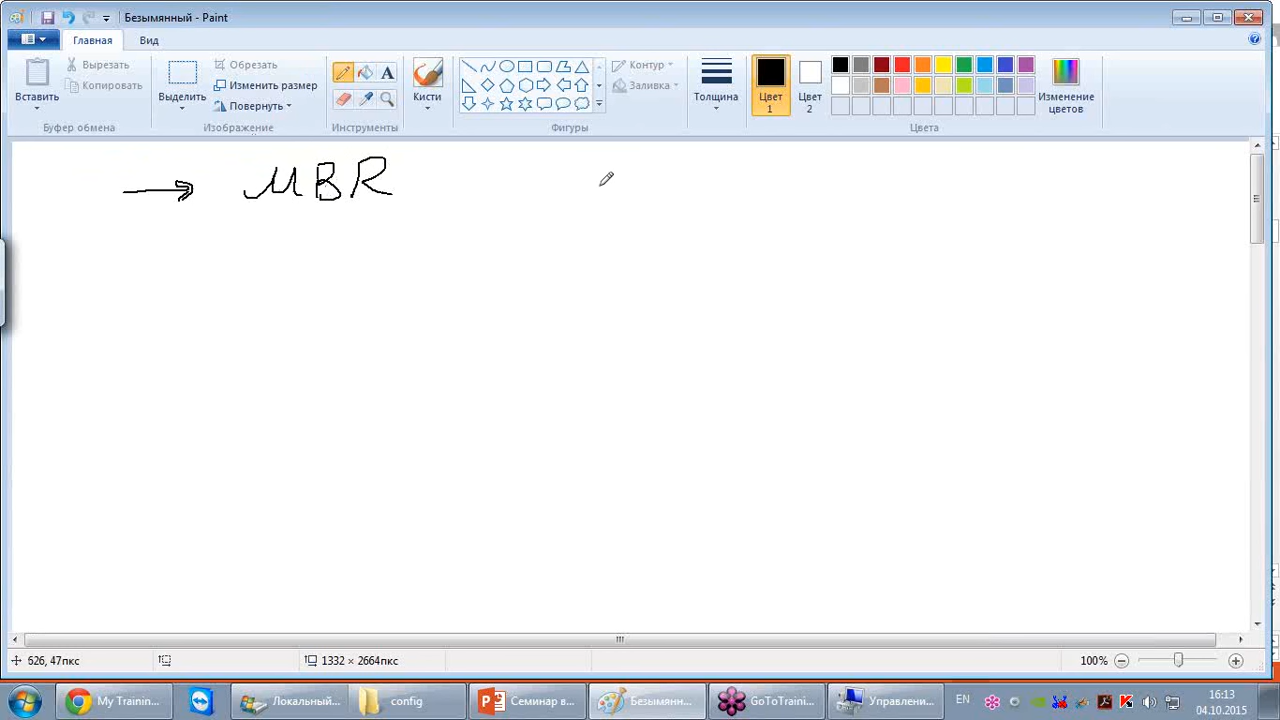 Безымянный - Paint
Главная Вид
Вставить
Вырезать
Копировать
Буфер обмена
Выделить
Обрезать
Изменить размер
Повернуть
Изображение
A
Инструменты
Кисти
Контур
Заливка
Фигуры
Толщина
Цвет 1
Цвет 2
Изменение цветов
Цвета
MBR
626, 47пкс
1332 × 2664пкс
100%
My Trainin...
Локальный...
config
Семинар в...
Безымянн...
GoToTraini...
Управлени...
EN
16:13
04.10.2015